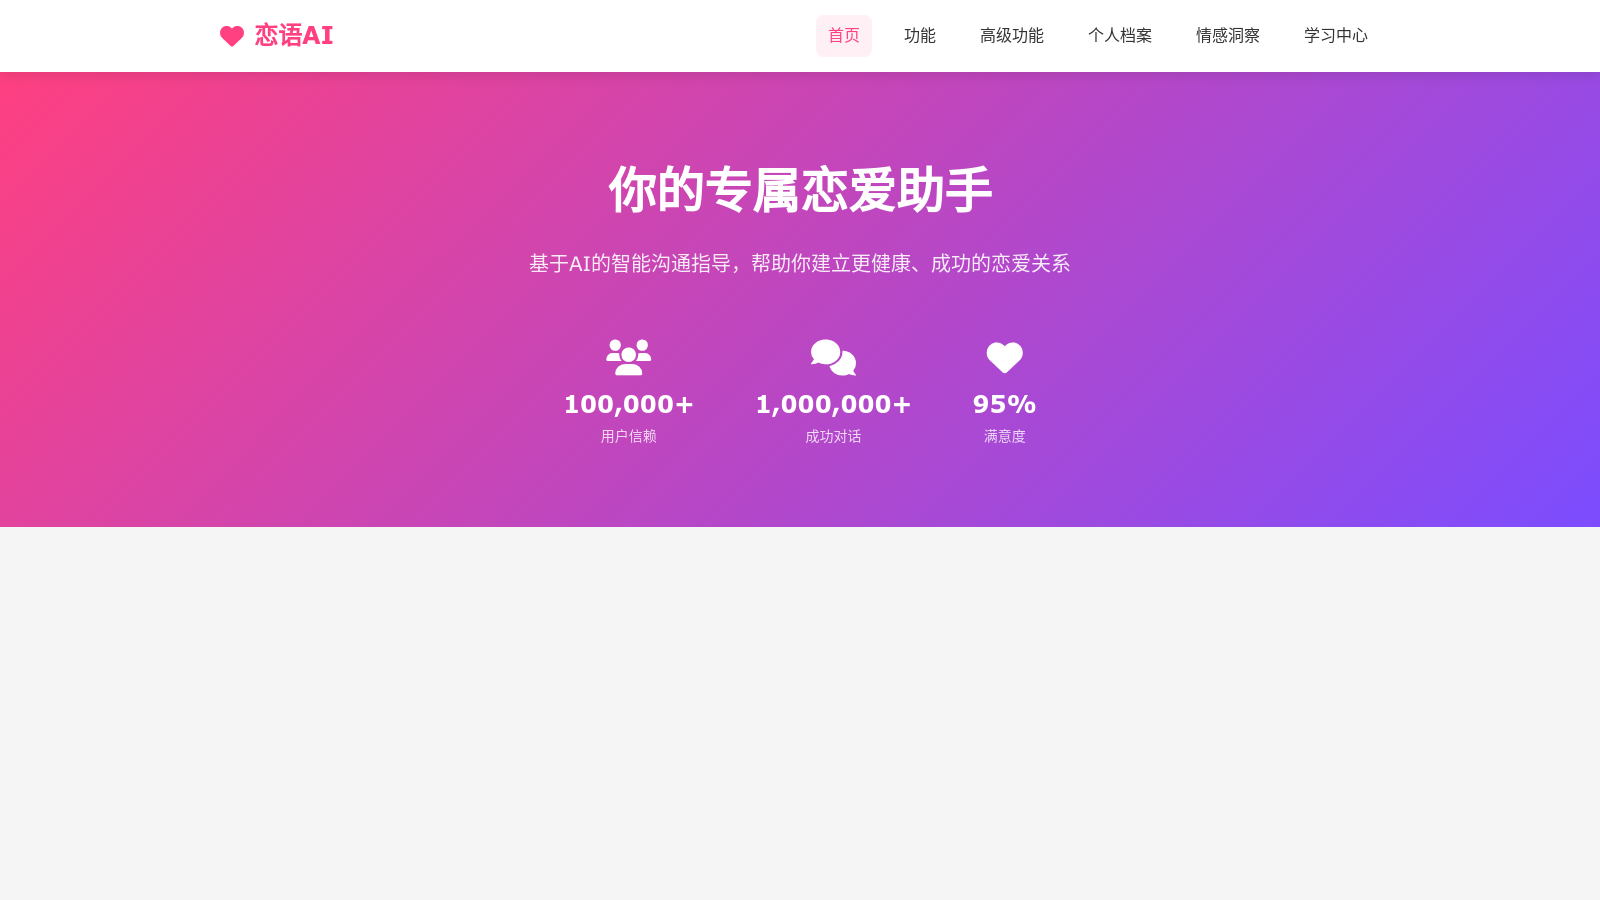 恋语AI
首页 功能 高级功能 个人档案 情感洞察 学习中心
你的专属恋爱助手
基于AI的智能沟通指导，帮助你建立更健康、成功的恋爱关系
100,000+ 1,000,000+ 95%
用户信赖 成功对话 满意度